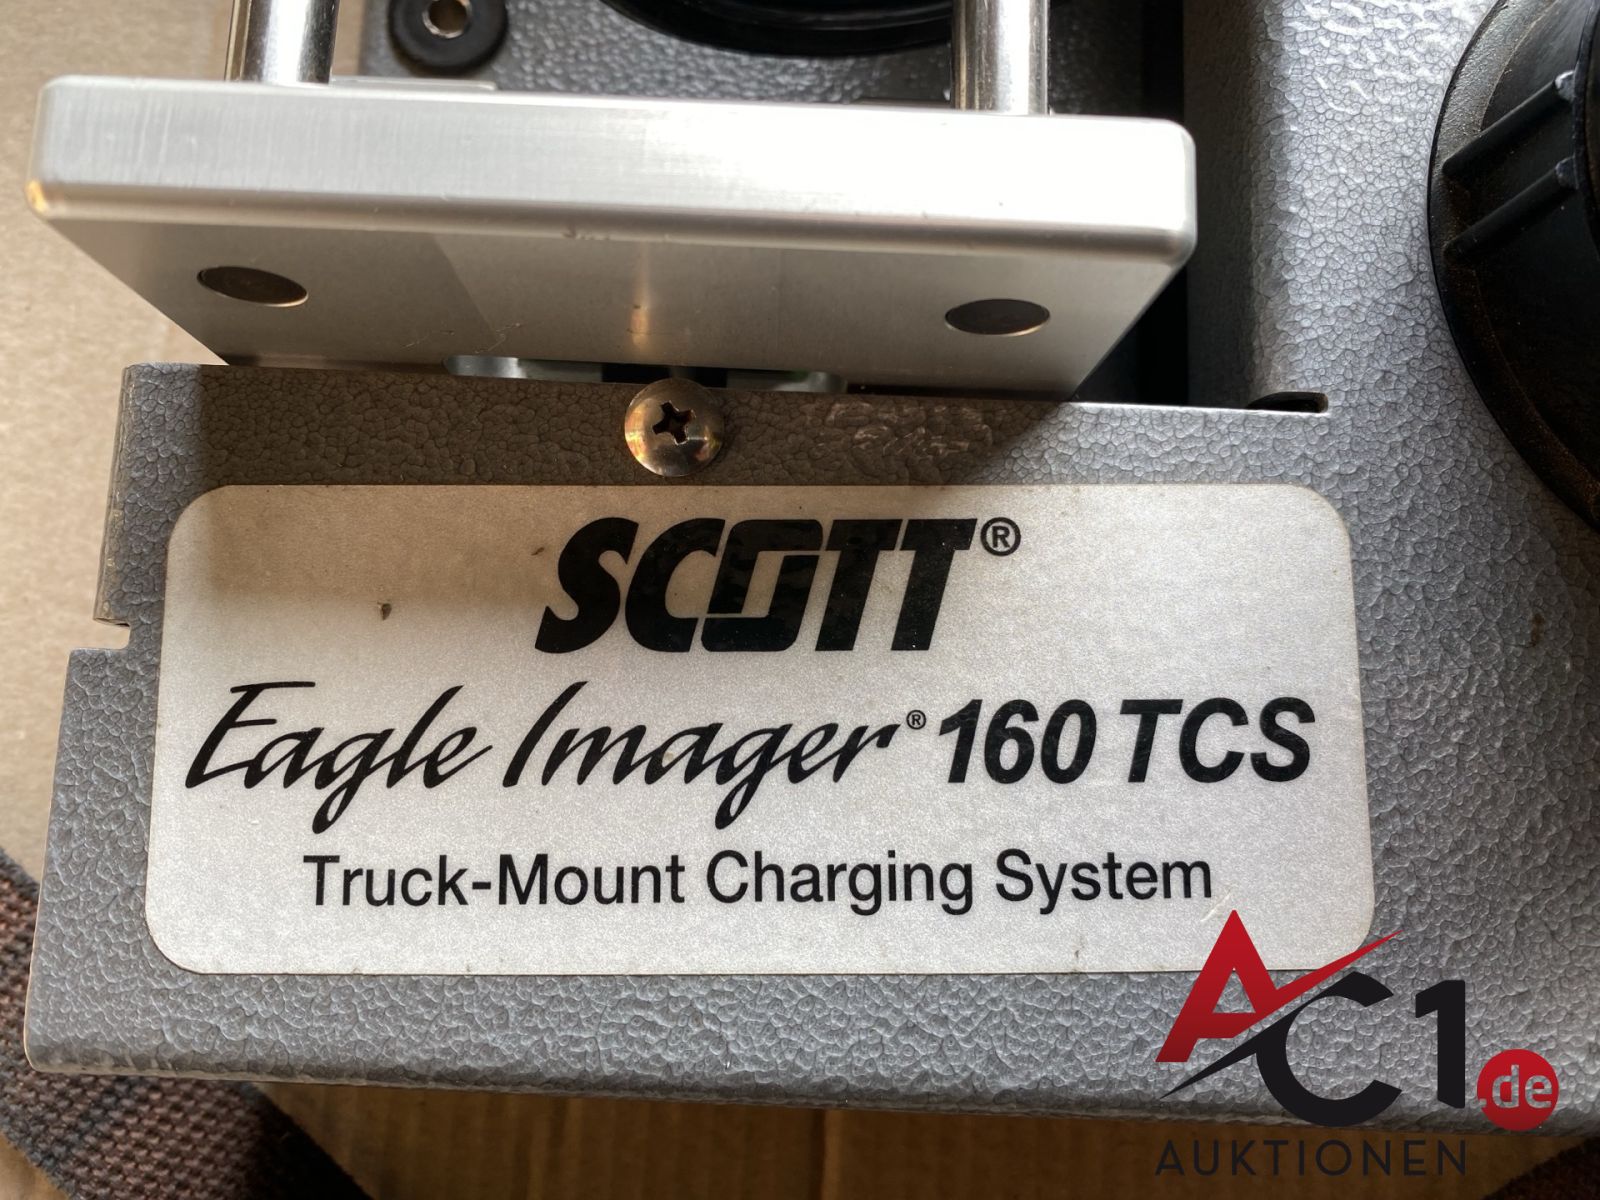 SCOTT®
Eagle Imager® 160 TCS
Truck-Mount Charging System
AC1.de
AUKTIONEN